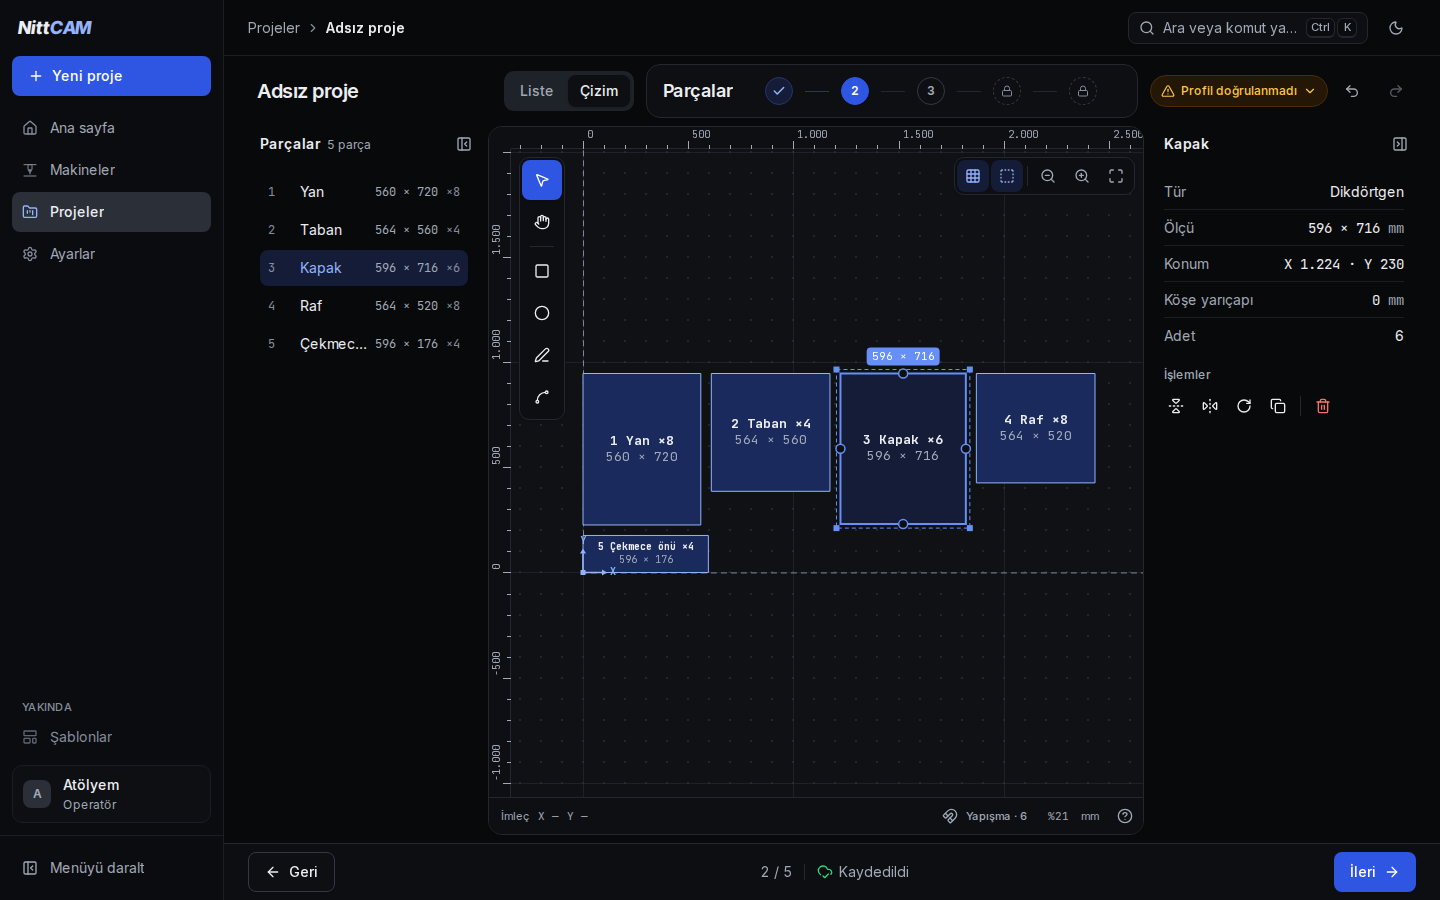 NittCAM
Projeler > Adsız proje
Ara veya komut ya... Ctrl K
+ Yeni proje
Ana sayfa
Makineler
Projeler
Ayarlar
YAKINDA
Şablonlar
A Atölyem
Operatör
Menüyü daralt
Adsız proje
Liste Çizim
Parçalar 2 3
Profil doğrulanmadı
Parçalar 5 parça
1 Yan 560 × 720 ×8
2 Taban 564 × 560 ×4
3 Kapak 596 × 716 ×6
4 Raf 564 × 520 ×8
5 Çekmec... 596 × 176 ×4
0 500 1.000 1.500 2.000
1.500
1.000
500
0
-500
-1.000
596 × 716
1 Yan ×8
560 × 720
2 Taban ×4
564 × 560
3 Kapak ×6
596 × 716
4 Raf ×8
564 × 520
5 Çekmece önü ×4
596 × 176
Y
X
İmleç X — Y —
Yapışma · 6 %21 mm
Kapak
Tür Dikdörtgen
Ölçü 596 × 716 mm
Konum X 1.224 · Y 230
Köşe yarıçapı 0 mm
Adet 6
İşlemler
Geri
2 / 5 Kaydedildi
İleri